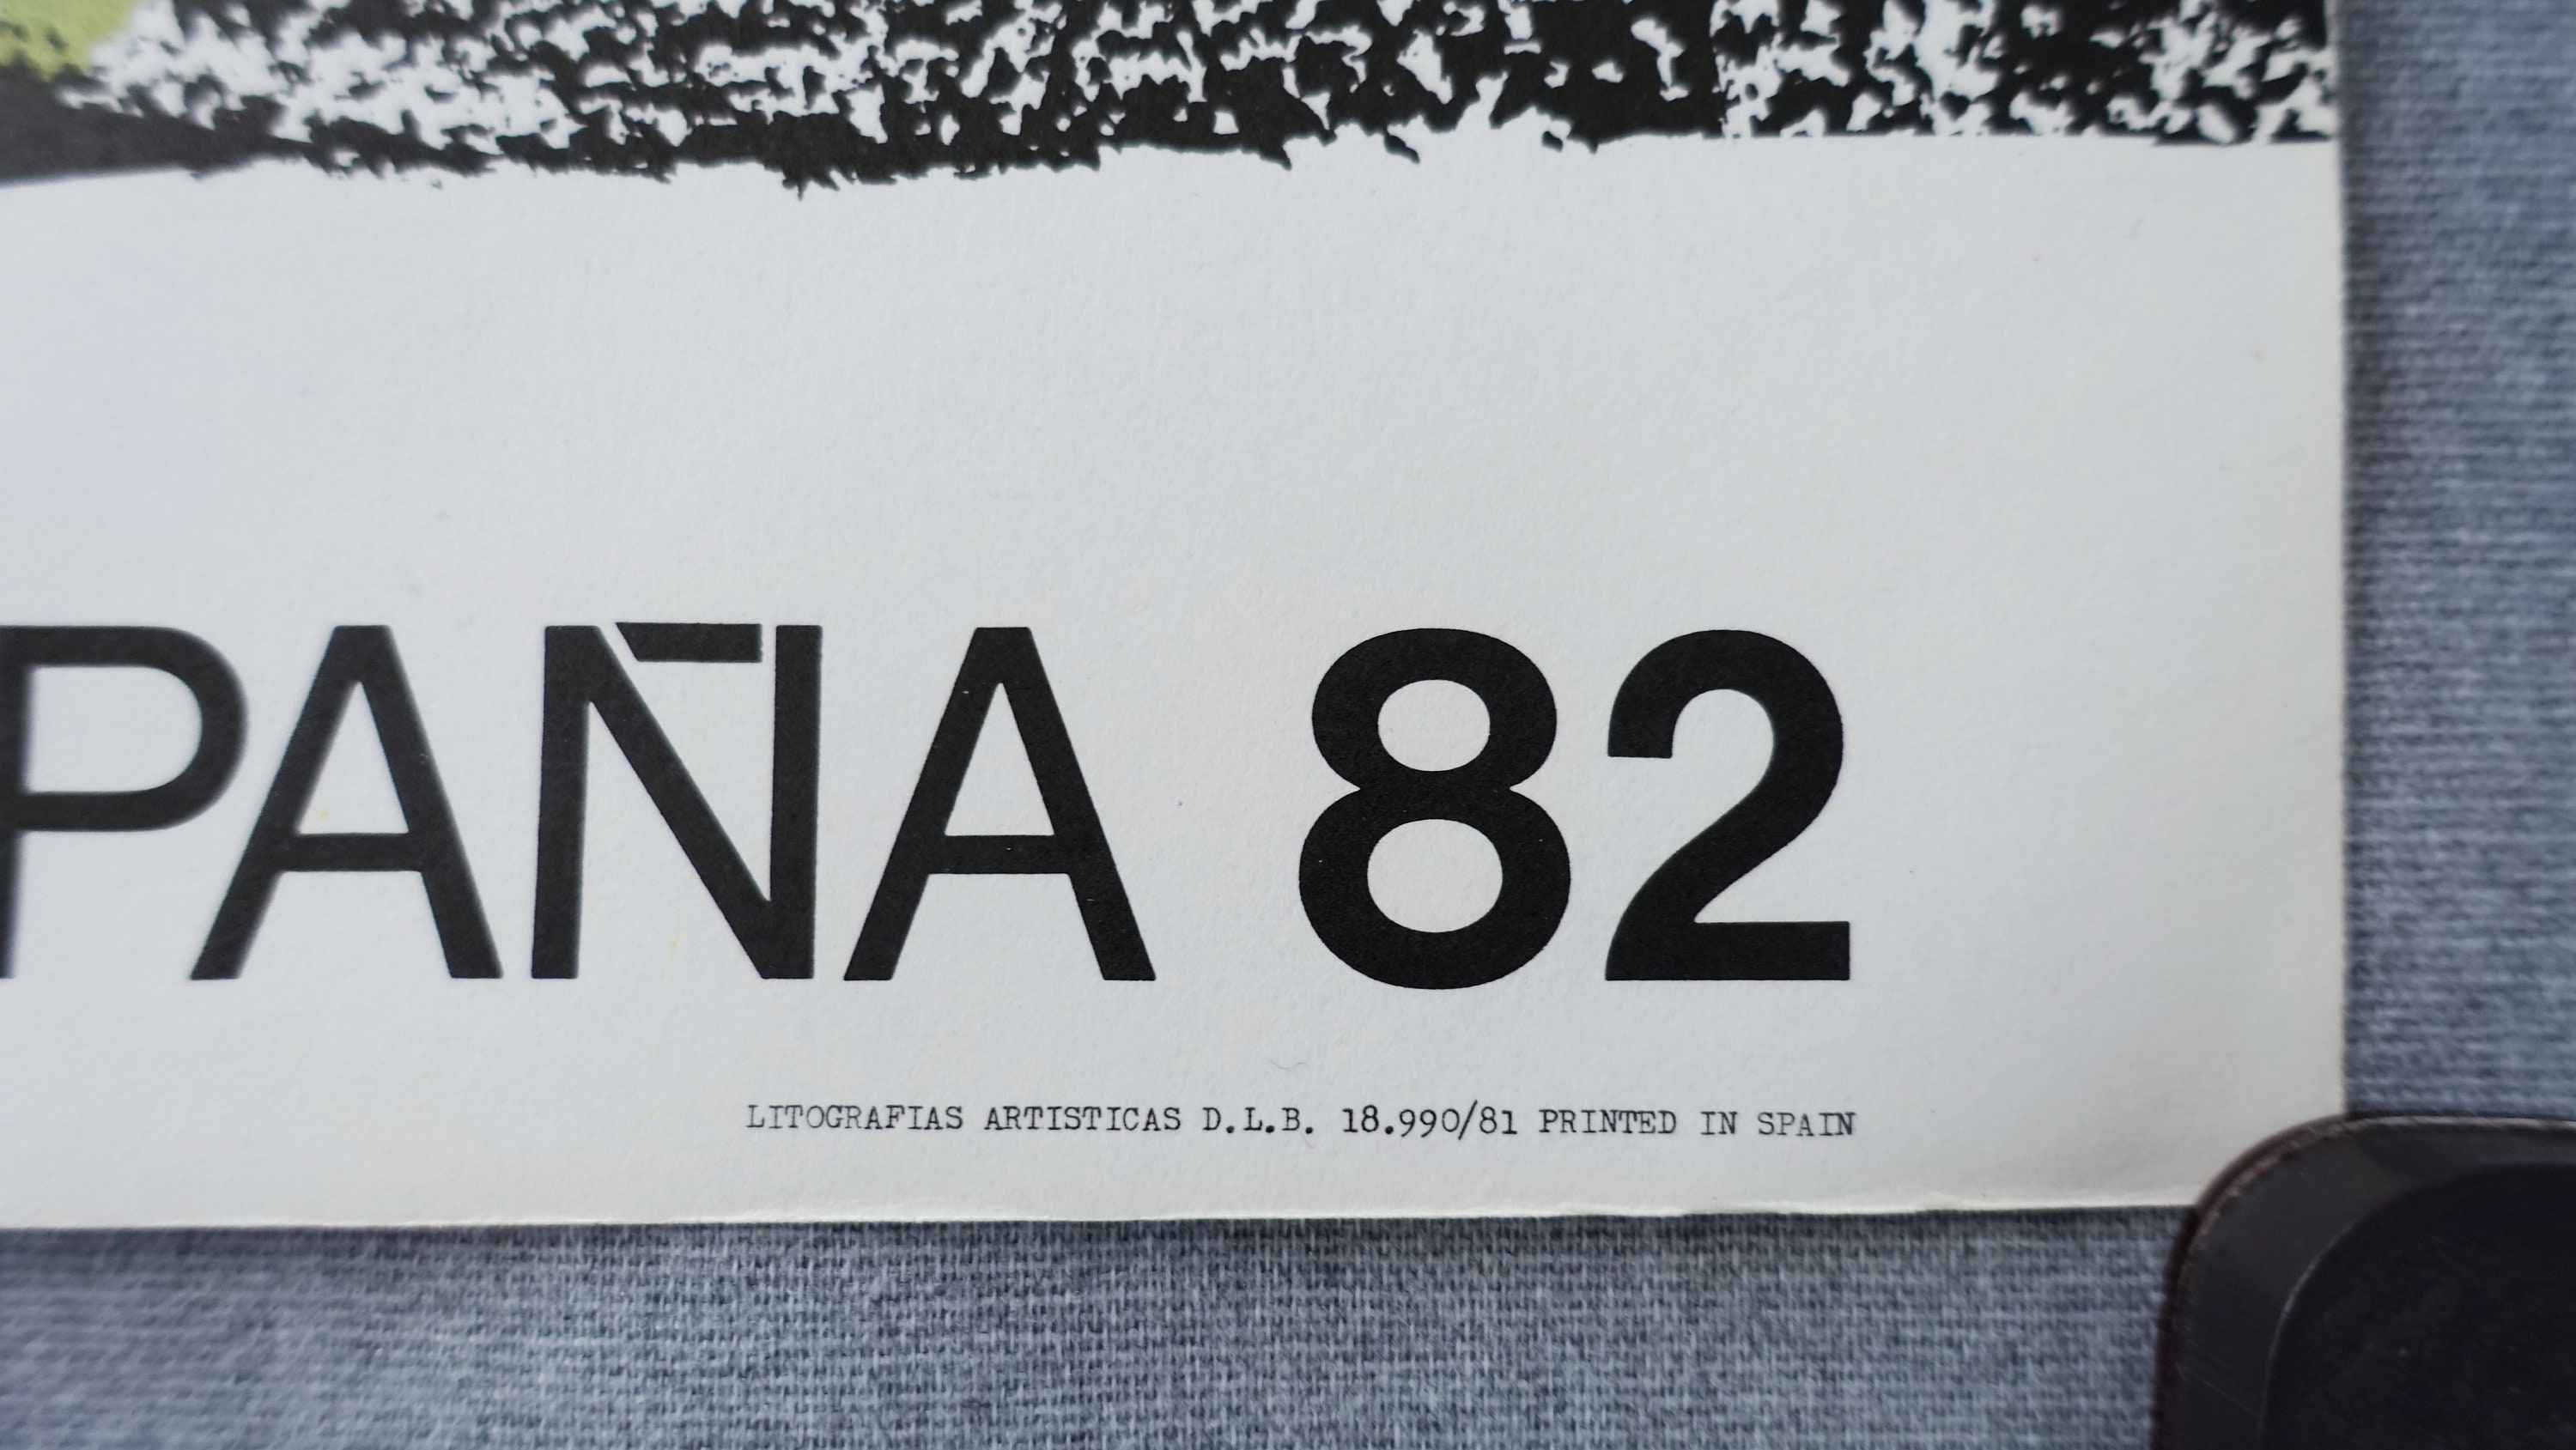 PAÑA 82
LITOGRAFIAS ARTISTICAS D.L.B. 18.990/81 PRINTED IN SPAIN